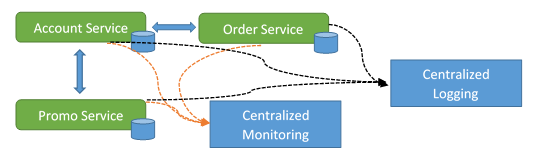 Account Service
Order Service
Centralized
Logging
Promo Service
Centralized
Monitoring